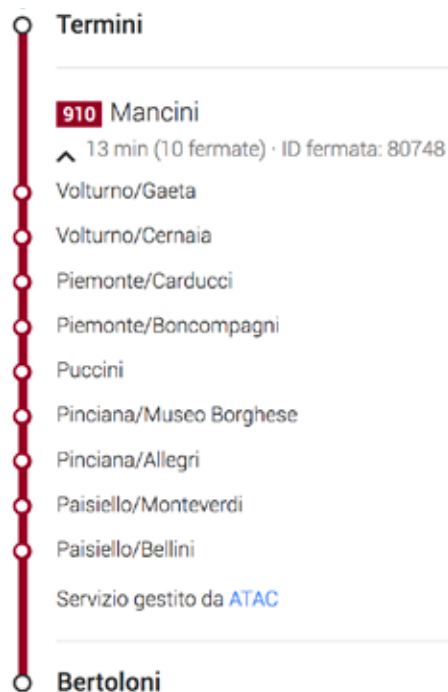 Termini
910 Mancini
13 min (10 fermate) · ID fermata: 80748
Volturno/Gaeta
Volturno/Cernaia
Piemonte/Carducci
Piemonte/Boncompagni
Puccini
Pinciana/Museo Borghese
Pinciana/Allegri
Paisiello/Monteverdi
Paisiello/Bellini
Servizio gestito da ATAC
Bertoloni